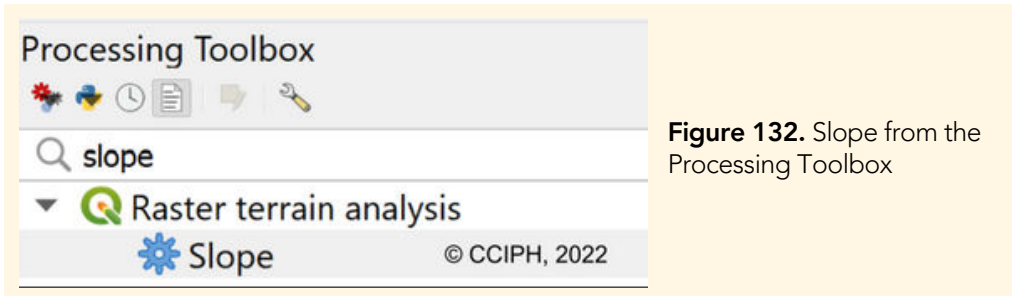 Processing Toolbox
slope
Raster terrain analysis
Slope
© CCIPH, 2022
Figure 132. Slope from the
Processing Toolbox